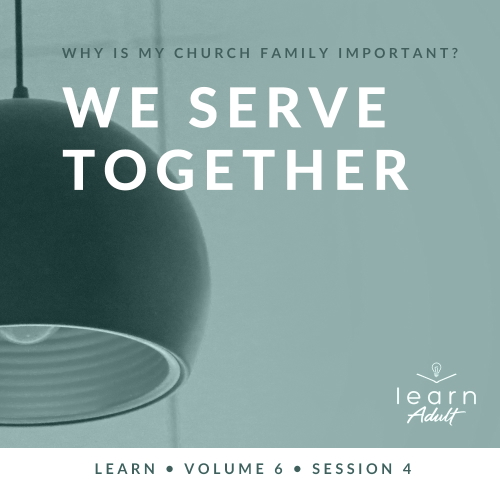 WHY IS MY CHURCH FAMILY IMPORTANT?
WE SERVE
TOGETHER
learn
Adult
LEARN • VOLUME 6 • SESSION 4